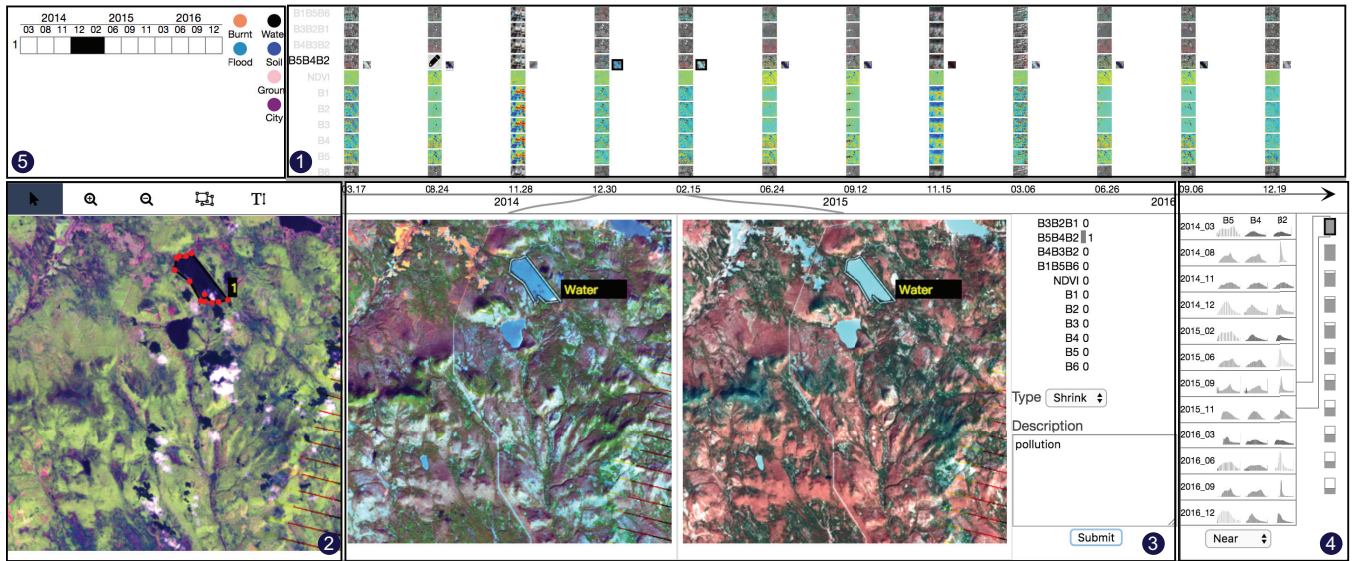 2014 2015 2016
03 08 11 12 02 06 09 06 09 12
1
Burnt Wate
Flood Soil
Groun
City
5
B1B5B6
B3B2B1
B4B3B2
B5B4B2
NDVI
B1
B2
B3
B4
B5
B6
1
1
2
03.17 08.24 11.28 12.30 02.15 06.24 09.12 11.15 03.06 06.26 09.06 12.19
2014 2015 2016
Water
Water
B3B2B1 0
B5B4B2 1
B4B3B2 0
B1B5B6 0
NDVI 0
B1 0
B2 0
B3 0
B4 0
B5 0
B6 0
Type Shrink
Description
pollution
Submit
3
B5 B4 B2
2014_03
2014_08
2014_11
2014_12
2015_02
2015_06
2015_09
2015_11
2016_03
2016_06
2016_09
2016_12
Near
4